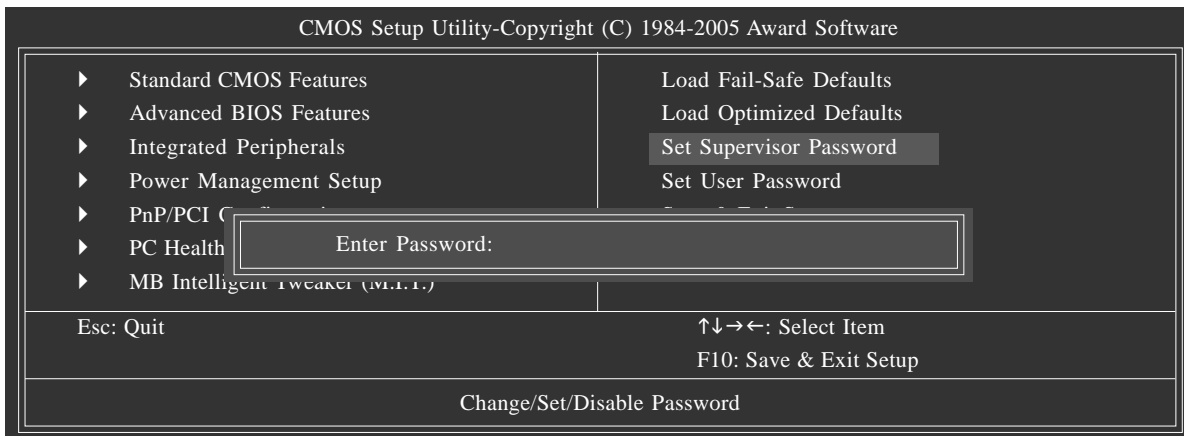 CMOS Setup Utility-Copyright (C) 1984-2005 Award Software
Standard CMOS Features
Advanced BIOS Features
Integrated Peripherals
Power Management Setup
PnP/PCI
PC Health
MB Intelligent Tweaker (M.I.T.)
Load Fail-Safe Defaults
Load Optimized Defaults
Set Supervisor Password
Set User Password
Enter Password:
Esc: Quit
↑↓→←: Select Item
F10: Save & Exit Setup
Change/Set/Disable Password